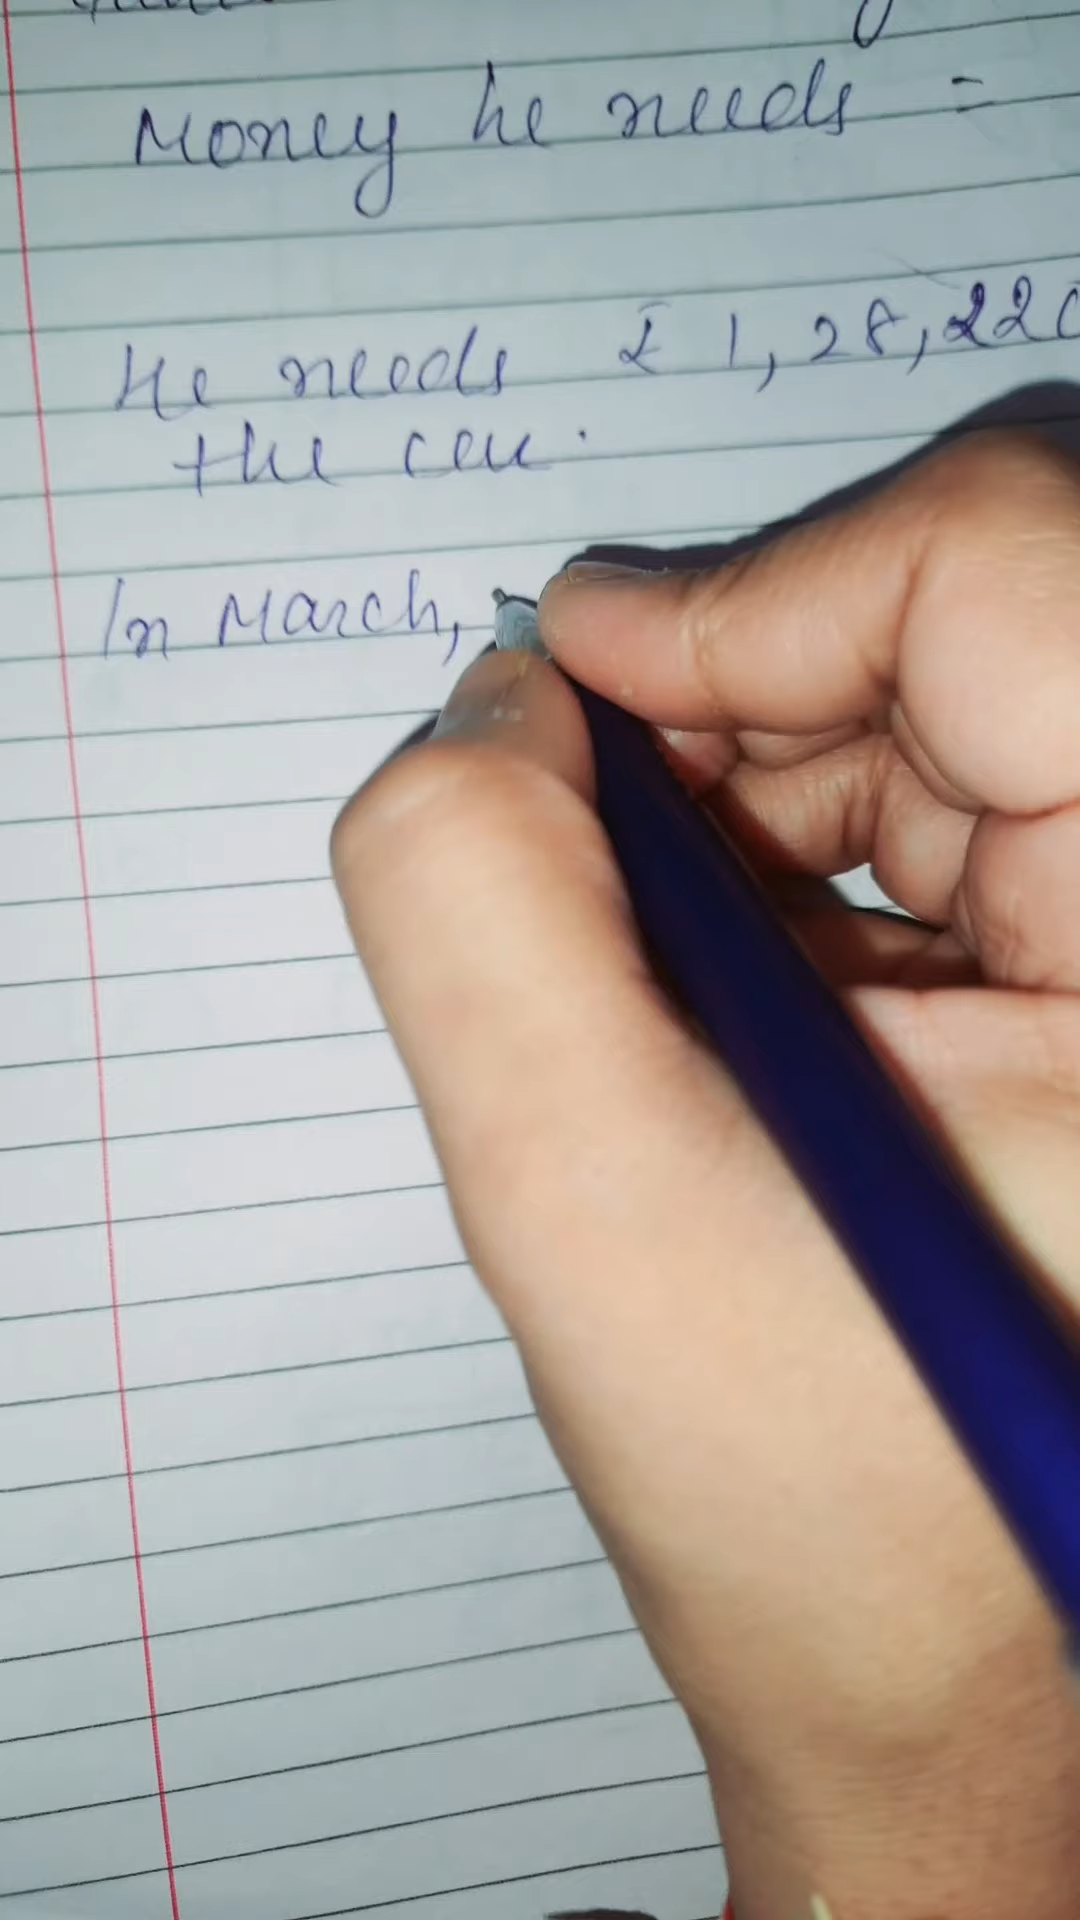 Money he needs =
He needs ₹ 1,28,220
the car.
In March,